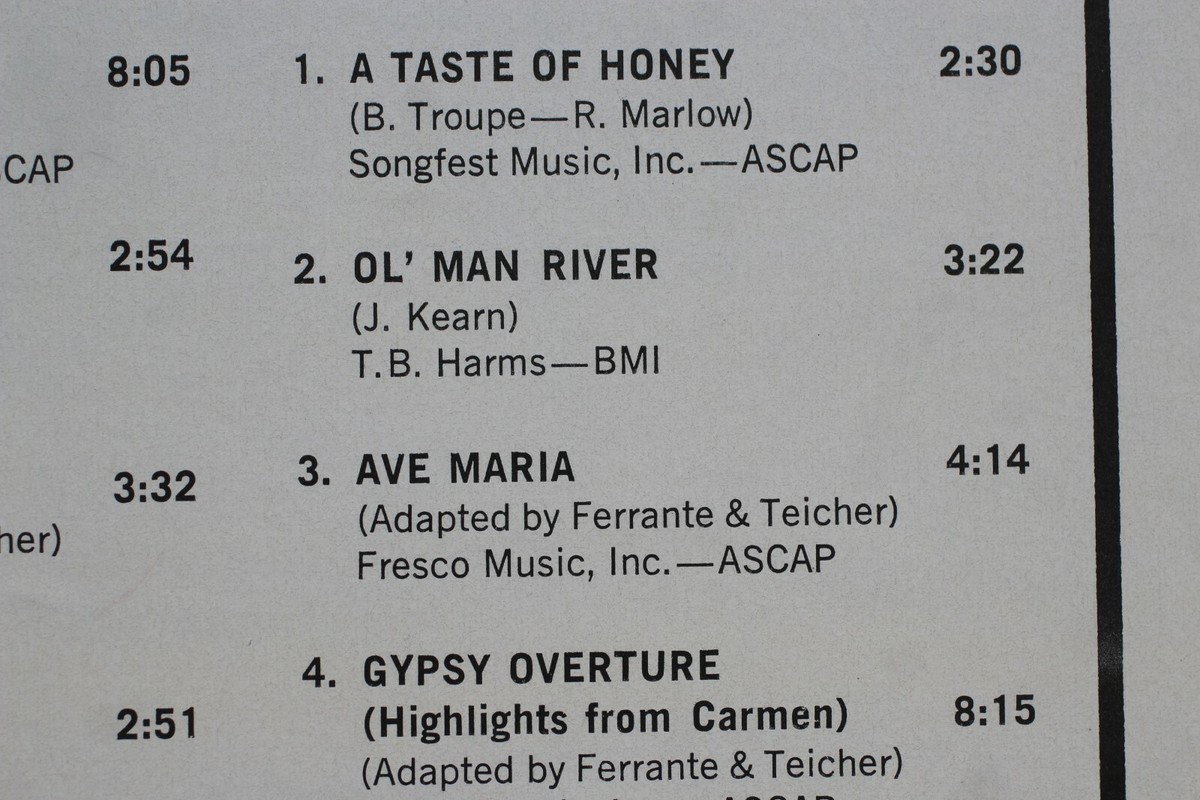 8:05
CAP
2:54
3:32
her)
2:51
1. A TASTE OF HONEY 2:30
(B. Troupe—R. Marlow)
Songfest Music, Inc.—ASCAP
2. OL' MAN RIVER 3:22
(J. Kearn)
T.B. Harms—BMI
3. AVE MARIA 4:14
(Adapted by Ferrante & Teicher)
Fresco Music, Inc.—ASCAP
4. GYPSY OVERTURE
(Highlights from Carmen) 8:15
(Adapted by Ferrante & Teicher)